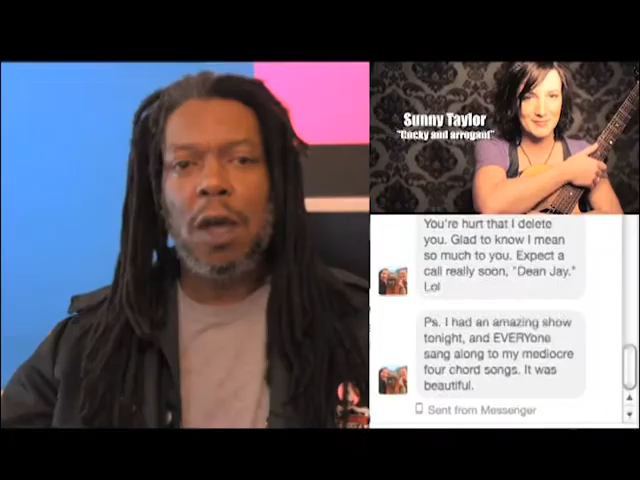 Sunny Taylor
"Cocky and arrogant"
You're hurt that I delete
you. Glad to know I mean
so much to you. Expect a
call really soon, "Dean Jay."
Lol
Ps. I had an amazing show
tonight, and EVERYone
sang along to my mediocre
four chord songs. It was
beautiful.
Sent from Messenger